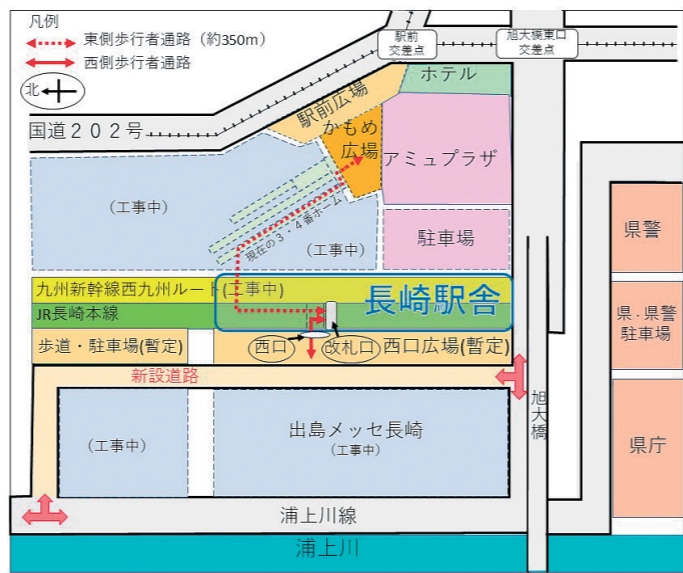 凡例
東側歩行者通路（約350m）
西側歩行者通路
北
駅前
交差点
旭大橋東口
交差点
国道２０２号
駅前広場
ホテル
かもめ
広場
アミュプラザ
(工事中)
現在の３・４番ホーム
(工事中)
駐車場
県警
九州新幹線西九州ルート(工事中)
長崎駅舎
JR長崎本線
県・県警
駐車場
歩道・駐車場(暫定)
西口
改札口
西口広場(暫定)
新設道路
旭大橋
(工事中)
出島メッセ長崎
(工事中)
県庁
浦上川線
浦上川